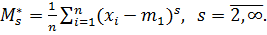 $M_s^* = \frac{1}{n}\sum_{i=1}^{n}(x_i - m_1)^s, \; s = \overline{2,\infty}.$